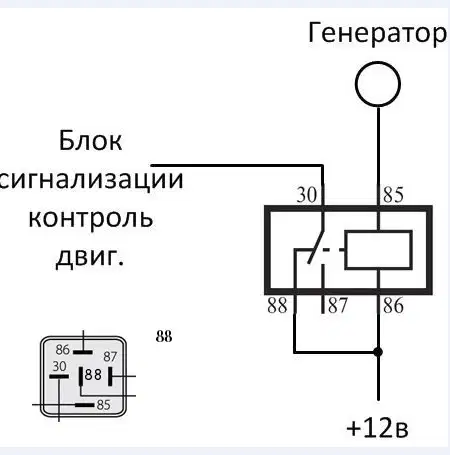 Генератор
Блок
сигнализации
контроль
двиг.
30
85
88
87
86
88
86
87
30
88
85
+12в